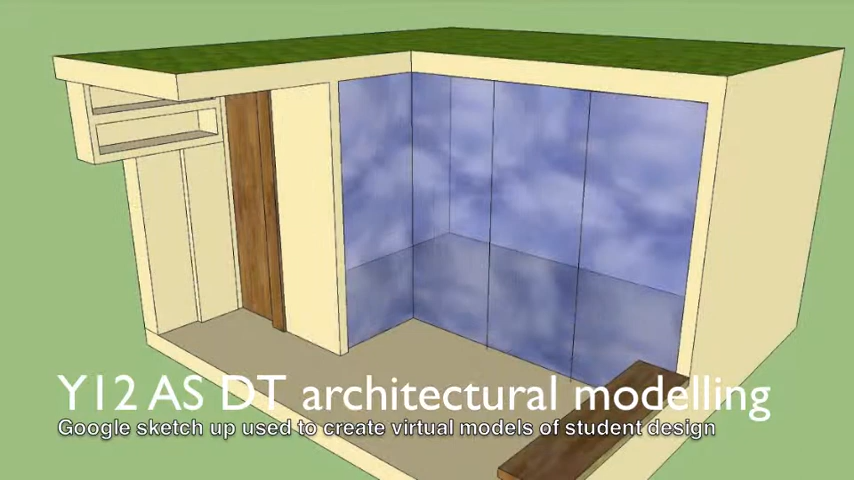 Y12 AS DT architectural modelling
Google sketch up used to create virtual models of student design